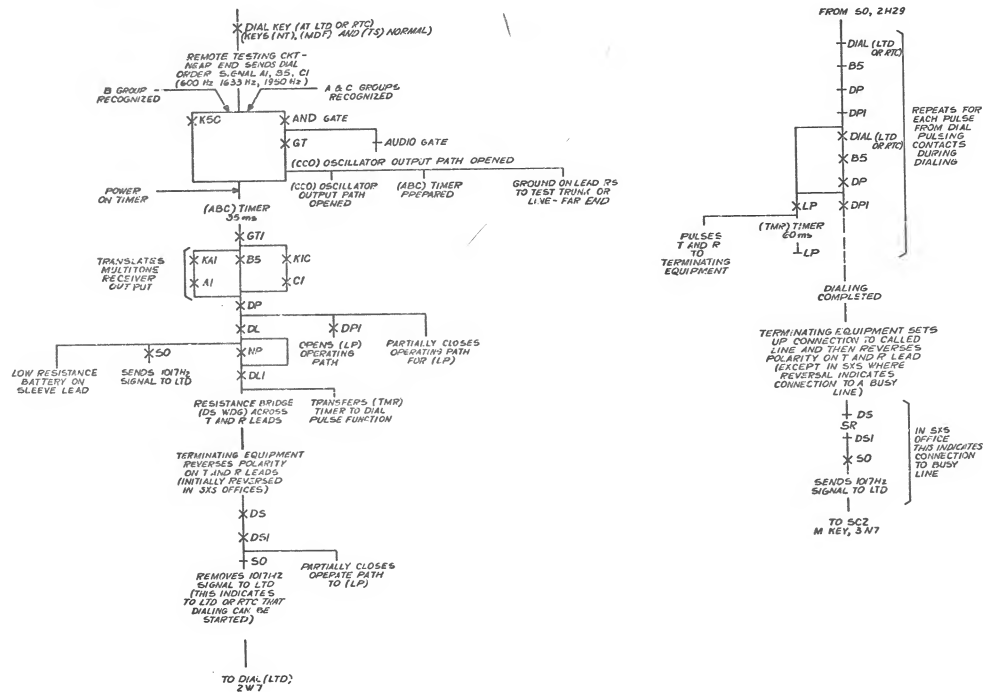 DIAL KEY (AT LTD OR RTC)
(KEYS (NT), (MDF) AND (TS) NORMAL)
REMOTE TESTING CKT-
NEAR END SENDS DIAL
ORDER SIGNAL A1, B5, C1
(600 Hz 1633 Hz, 1950 Hz)
B GROUP
RECOGNIZED
A & C GROUPS
RECOGNIZED
KSC
AND GATE
GT
AUDIO GATE
(CCO) OSCILLATOR OUTPUT PATH OPENED
POWER
ON TIMER
(CCO) OSCILLATOR
OUTPUT PATH
OPENED
(ABC) TIMER
PREPARED
GROUND ON LEAD RS
TO TEST TRUNK OR
LINE-FAR END
(ABC) TIMER
35 ms
GT1
TRANSLATES
MULTITONE
RECEIVER
OUTPUT
KA1
B5
K1C
A1
C1
DP
DL
DP1
OPENS (LP)
OPERATING
PATH
PARTIALLY CLOSES
OPERATING PATH
FOR (LP)
SO
NP
LOW RESISTANCE
BATTERY ON
SLEEVE LEAD
SENDS 1017Hz
SIGNAL TO LTD
DL1
RESISTANCE BRIDGE
(DS WDG) ACROSS
T AND R LEADS
TRANSFERS (TMR)
TIMER TO DIAL
PULSE FUNCTION
TERMINATING EQUIPMENT
REVERSES POLARITY
ON T AND R LEADS
(INITIALLY REVERSED
IN SXS OFFICES)
DS
DS1
SO
PARTIALLY CLOSES
OPERATE PATH
TO (LP)
REMOVES 1017HZ
SIGNAL TO LTD
(THIS INDICATES
TO LTD OR RTC THAT
DIALING CAN BE
STARTED)
TO DIAL (LTD)
2W7
FROM SO, 2H29
DIAL (LTD
OR RTC)
B5
DP
DP1
DIAL (LTD
OR RTC)
B5
DP
LP
DP1
REPEATS FOR
EACH PULSE
FROM DIAL
PULSING
CONTACTS
DURING
DIALING
PULSES
T AND R
TO
TERMINATING
EQUIPMENT
(TMR) TIMER
60 ms
LP
DIALING
COMPLETED
TERMINATING EQUIPMENT SETS
UP CONNECTION TO CALLED
LINE AND THEN REVERSES
POLARITY ON T AND R LEAD
(EXCEPT IN SXS WHERE
REVERSAL INDICATES
CONNECTION TO A BUSY
LINE)
DS
SR
DS1
SO
SENDS 1017HZ
SIGNAL TO LTD
IN SXS
OFFICE
THIS INDICATES
CONNECTION
TO BUSY
LINE
TO SCZ
M KEY, 3N7